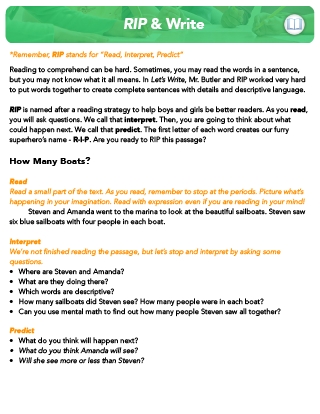 RIP & Write
*Remember, RIP stands for "Read, Interpret, Predict"
Reading to comprehend can be hard. Sometimes, you may read the words in a sentence,
but you may not know what it all means. In Let's Write, Mr. Butler and RIP worked very hard
to put words together to create complete sentences with details and descriptive language.
RIP is named after a reading strategy to help boys and girls be better readers. As you read,
you will ask questions. We call that interpret. Then, you are going to think about what
could happen next. We call that predict. The first letter of each word creates our furry
superhero's name - R-I-P. Are you ready to RIP this passage?
How Many Boats?
Read
Read a small part of the text. As you read, remember to stop at the periods. Picture what's
happening in your imagination. Read with expression even if you are reading in your mind!
Steven and Amanda went to the marina to look at the beautiful sailboats. Steven saw
six blue sailboats with four people in each boat.
Interpret
We're not finished reading the passage, but let's stop and interpret by asking some
questions.
• Where are Steven and Amanda?
• What are they doing there?
• Which words are descriptive?
• How many sailboats did Steven see? How many people were in each boat?
• Can you use mental math to find out how many people Steven saw all together?
Predict
• What do you think will happen next?
• What do you think Amanda will see?
• Will she see more or less than Steven?